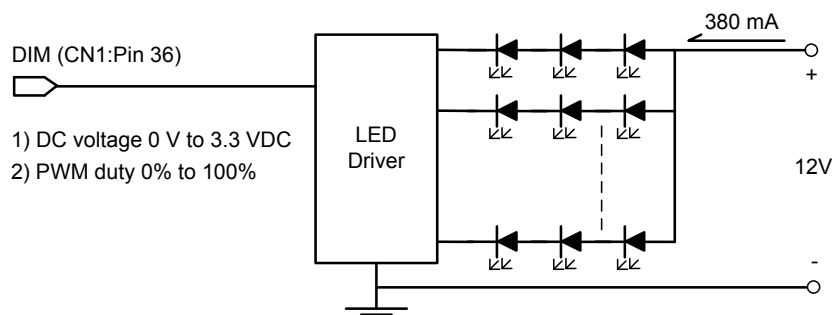 380 mA
DIM (CN1:Pin 36)
+
1) DC voltage 0 V to 3.3 VDC
2) PWM duty 0% to 100%
LED
Driver
12V
-